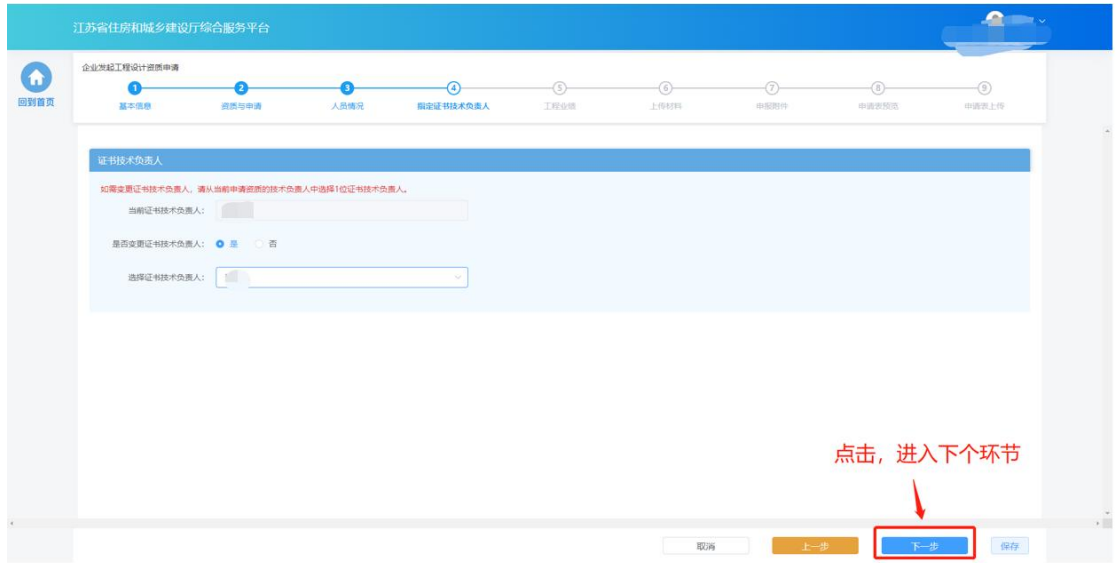 江苏省住房和城乡建设厅综合服务平台
回到首页
企业发起工程设计资质申请
1 2 3 4 5 6 7 8 9
基本信息 资质与申请 人员情况 指定证书技术负责人 工程业绩 上传材料 申报附件 申请表预览 申请表上传
证书技术负责人
如需变更证书技术负责人，请从当前申请资质的技术负责人中选择1位证书技术负责人。
当前证书技术负责人：
是否变更证书技术负责人： 是 否
选择证书技术负责人：
点击，进入下个环节
取消 上一步 下一步 保存